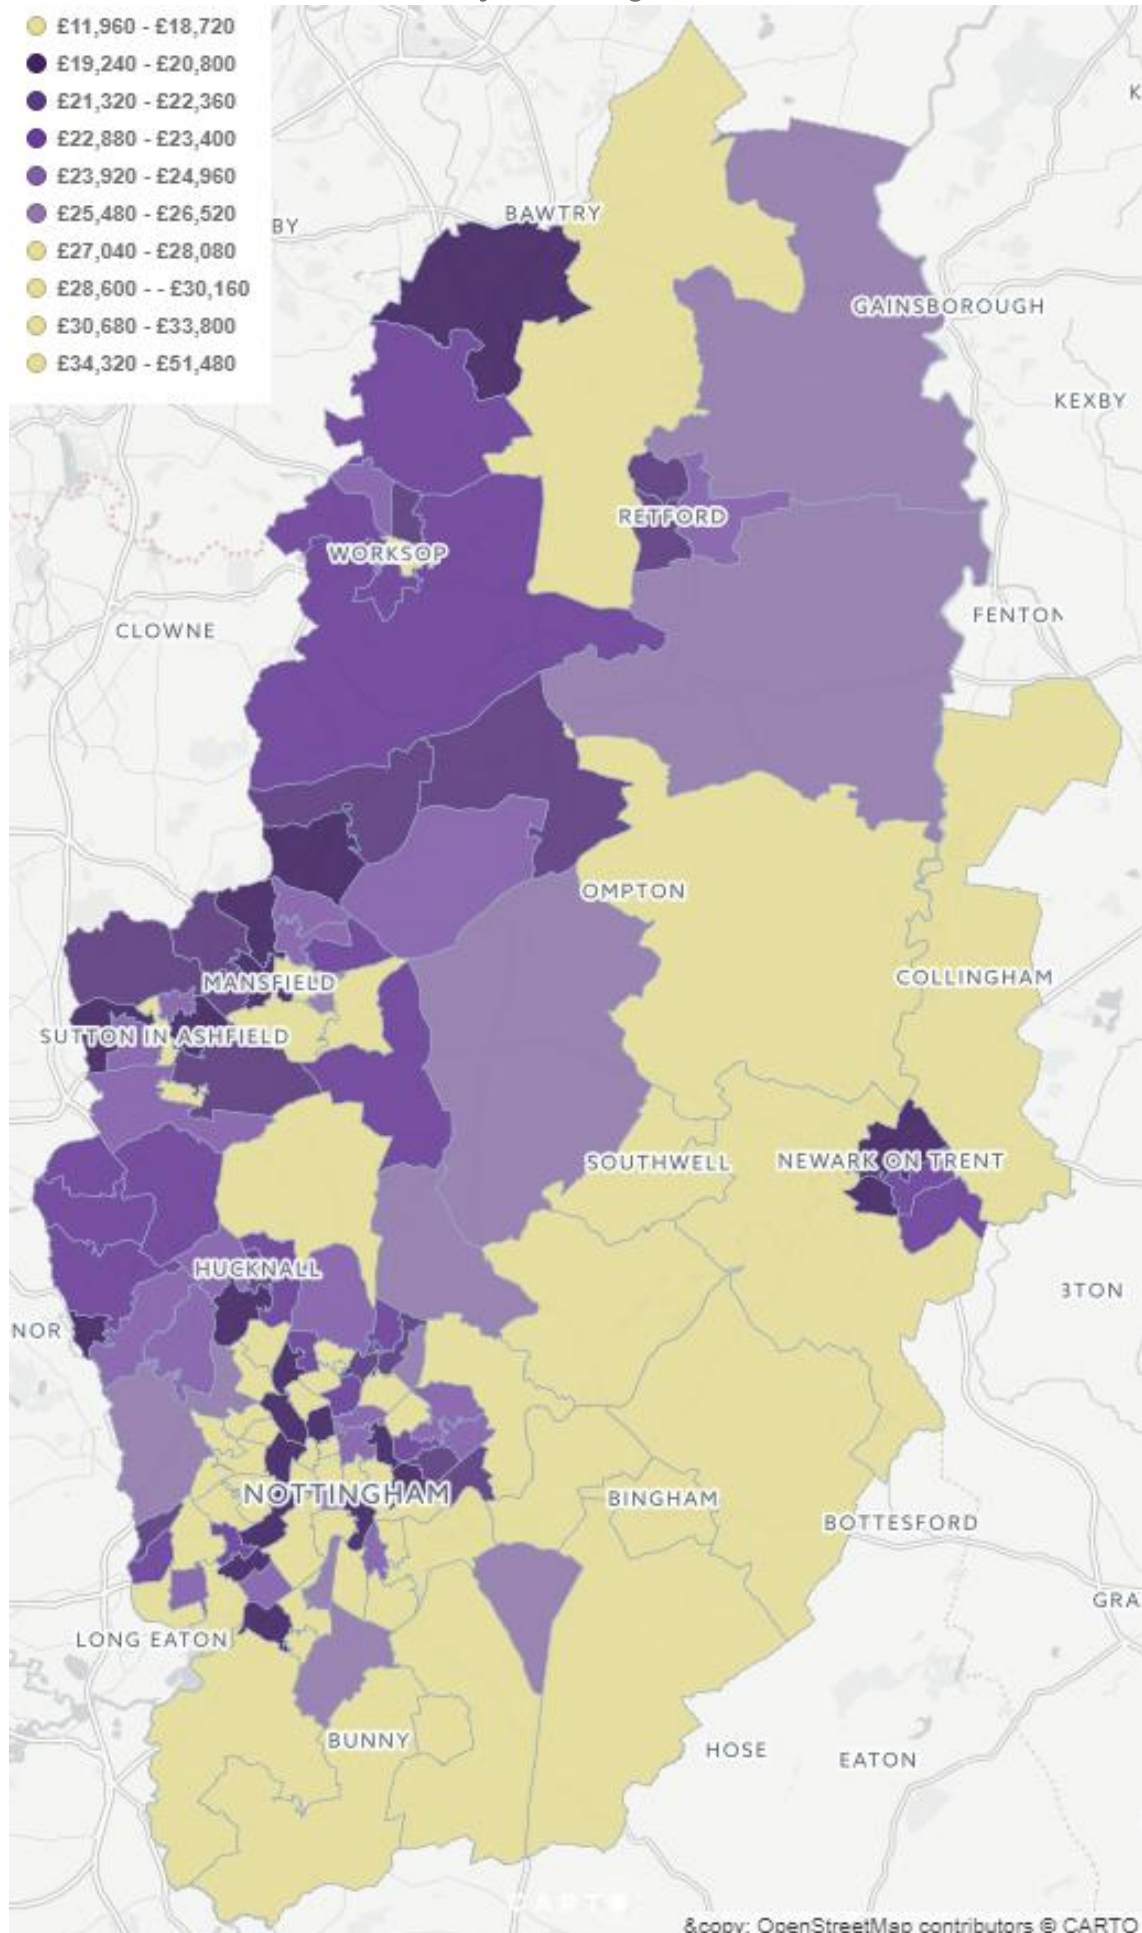 £11,960 - £18,720
£19,240 - £20,800
£21,320 - £22,360
£22,880 - £23,400
£23,920 - £24,960
£25,480 - £26,520
£27,040 - £28,080
£28,600 - - £30,160
£30,680 - £33,800
£34,320 - £51,480
K
BY
BAWTRY
GAINSBOROUGH
KEXBY
RETFORD
WORKSOP
CLOWNE
FENTON
OMPTON
COLLINGHAM
MANSFIELD
SUTTON IN ASHFIELD
SOUTHWELL
NEWARK ON TRENT
HUCKNALL
3TON
NOR
NOTTINGHAM
BINGHAM
BOTTESFORD
GRA
LONG EATON
BUNNY
HOSE
EATON
CARTO
&copy; OpenStreetMap contributors © CARTO